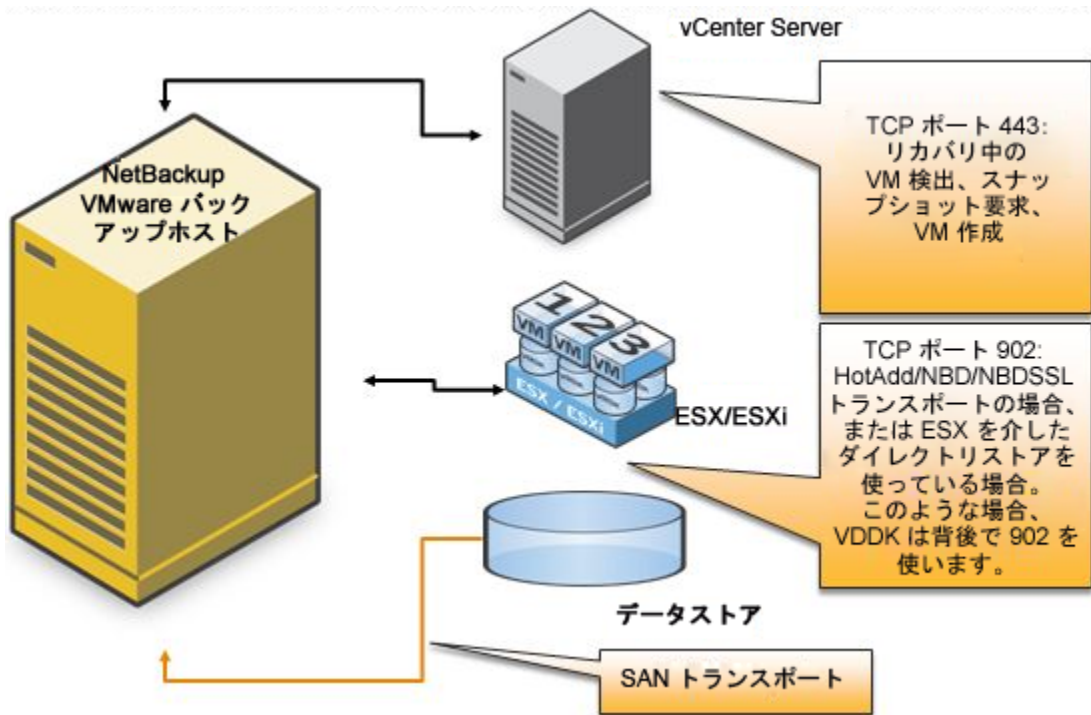 vCenter Server
TCP ポート 443:
リカバリ中の
VM 検出、スナッ
プショット要求、
VM 作成
NetBackup
VMware バック
アップホスト
1
2
3
VM
VM
VM
ESX / ESXi
ESX/ESXi
TCP ポート 902:
HotAdd/NBD/NBDSSL
トランスポートの場合、
または ESX を介した
ダイレクトリストアを
使っている場合。
このような場合、
VDDK は背後で 902 を
使います。
データストア
SAN トランスポート